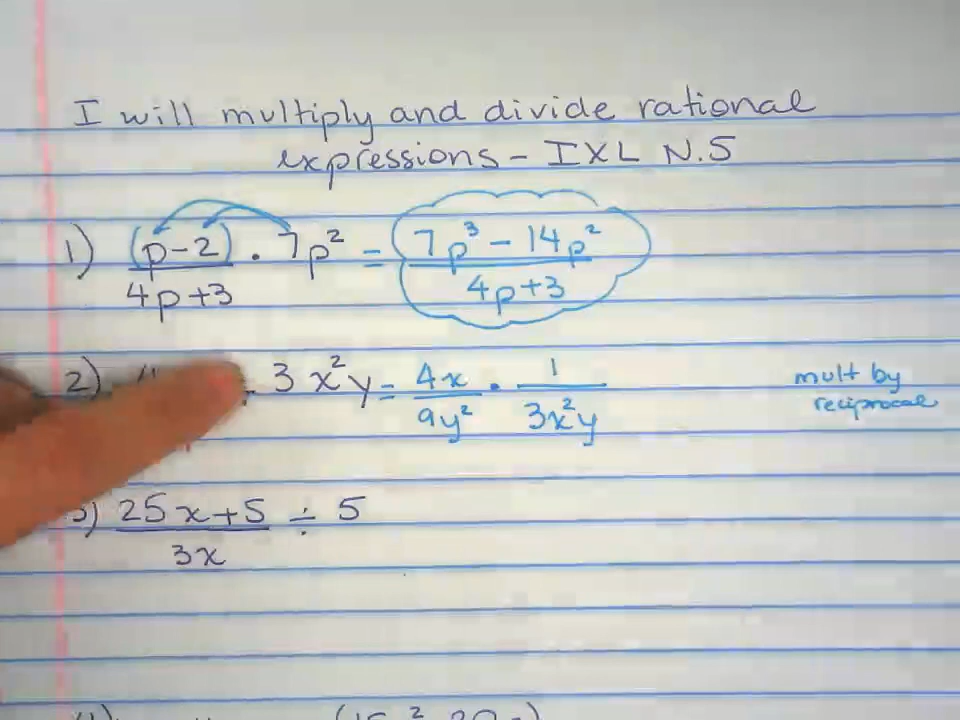 I will multiply and divide rational
expressions - IXL N.5
1) (p-2)/4p+3 · 7p² = 7p³ - 14p²/4p+3
2) 3x²y = 4x/9y² · 1/3x²y mult by
reciprocal
3) 25x+5/3x ÷ 5